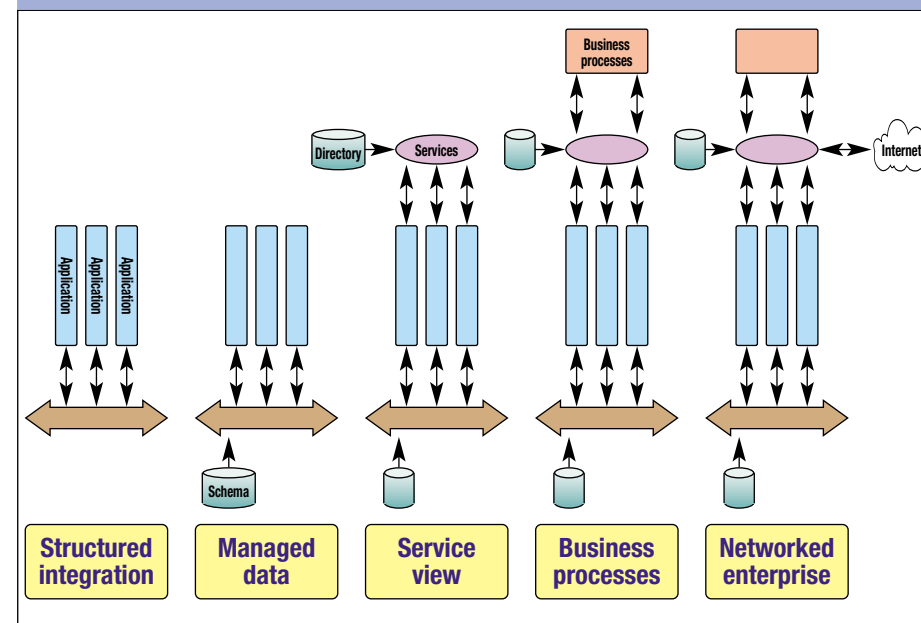 Business
processes
Directory
Services
Internet
Application
Application
Application
Schema
Structured
integration
Managed
data
Service
view
Business
processes
Networked
enterprise